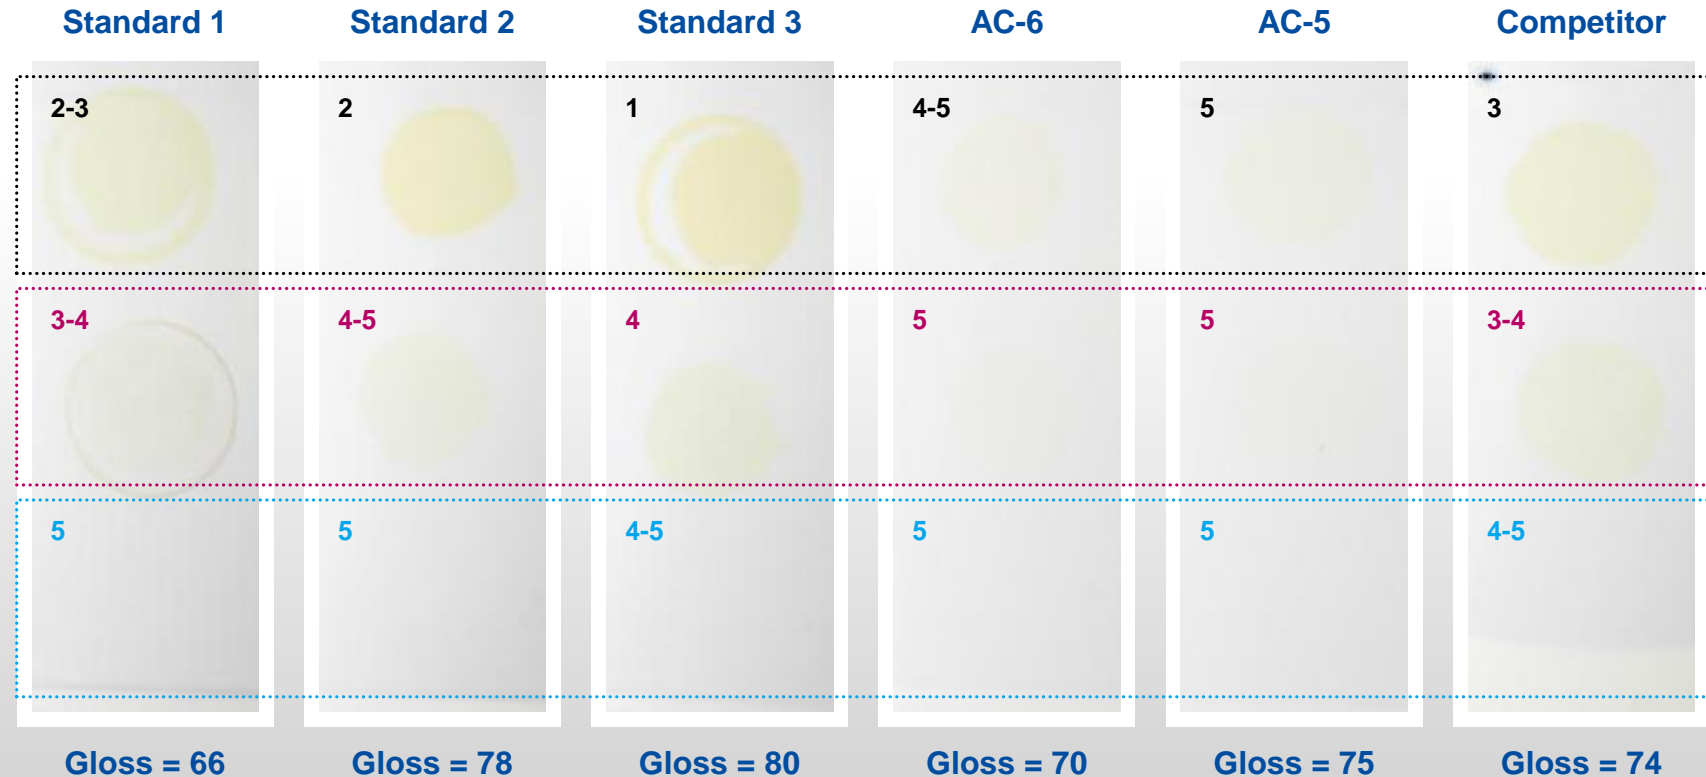 Standard 1 Standard 2 Standard 3 AC-6 AC-5 Competitor
2-3 2 1 4-5 5 3
3-4 4-5 4 5 5 3-4
5 5 4-5 5 5 4-5
Gloss = 66 Gloss = 78 Gloss = 80 Gloss = 70 Gloss = 75 Gloss = 74